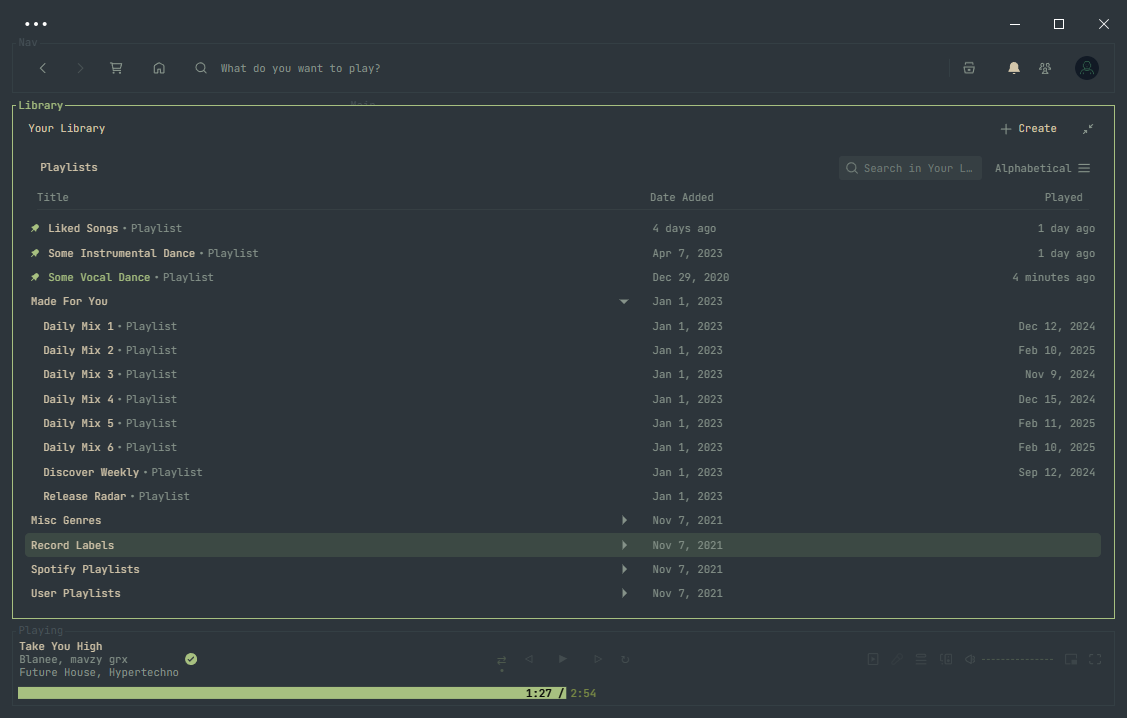 Nav
What do you want to play?
Library
Main
Your Library
Create
Playlists
Search in Your L…
Alphabetical
Title Date Added Played
Liked Songs • Playlist 4 days ago 1 day ago
Some Instrumental Dance • Playlist Apr 7, 2023 1 day ago
Some Vocal Dance • Playlist Dec 29, 2020 4 minutes ago
Made For You Jan 1, 2023
Daily Mix 1 • Playlist Jan 1, 2023 Dec 12, 2024
Daily Mix 2 • Playlist Jan 1, 2023 Feb 10, 2025
Daily Mix 3 • Playlist Jan 1, 2023 Nov 9, 2024
Daily Mix 4 • Playlist Jan 1, 2023 Dec 15, 2024
Daily Mix 5 • Playlist Jan 1, 2023 Feb 11, 2025
Daily Mix 6 • Playlist Jan 1, 2023 Feb 10, 2025
Discover Weekly • Playlist Jan 1, 2023 Sep 12, 2024
Release Radar • Playlist Jan 1, 2023
Misc Genres Nov 7, 2021
Record Labels Nov 7, 2021
Spotify Playlists Nov 7, 2021
User Playlists Nov 7, 2021
Playing
Take You High
Blanee, mavzy grx
Future House, Hypertechno
1:27 / 2:54